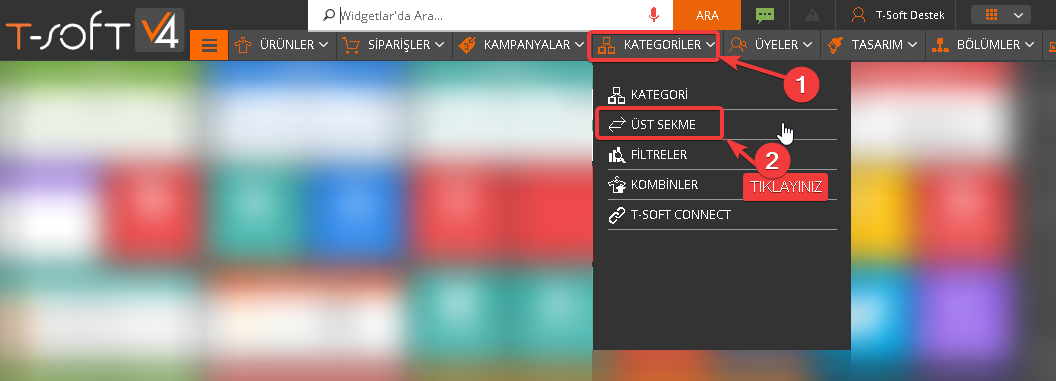 T-SOFT V4
Widgetlar'da Ara...
ARA
T-Soft Destek
ÜRÜNLER
SİPARİŞLER
KAMPANYALAR
KATEGORİLER
ÜYELER
TASARIM
BÖLÜMLER
1
KATEGORİ
ÜST SEKME
2
FİLTRELER
KOMBİNLER
TIKLAYINIZ
T-SOFT CONNECT